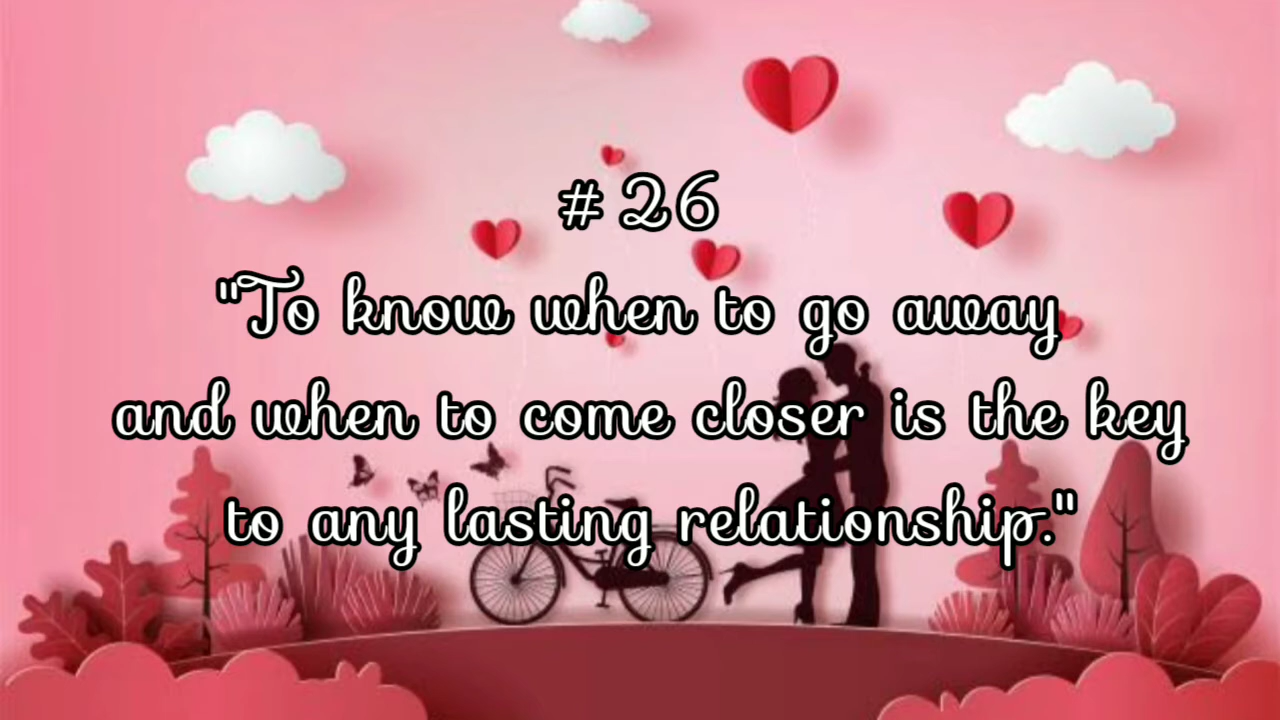 # 26
"To know when to go away
and when to come closer is the key
to any lasting relationship."